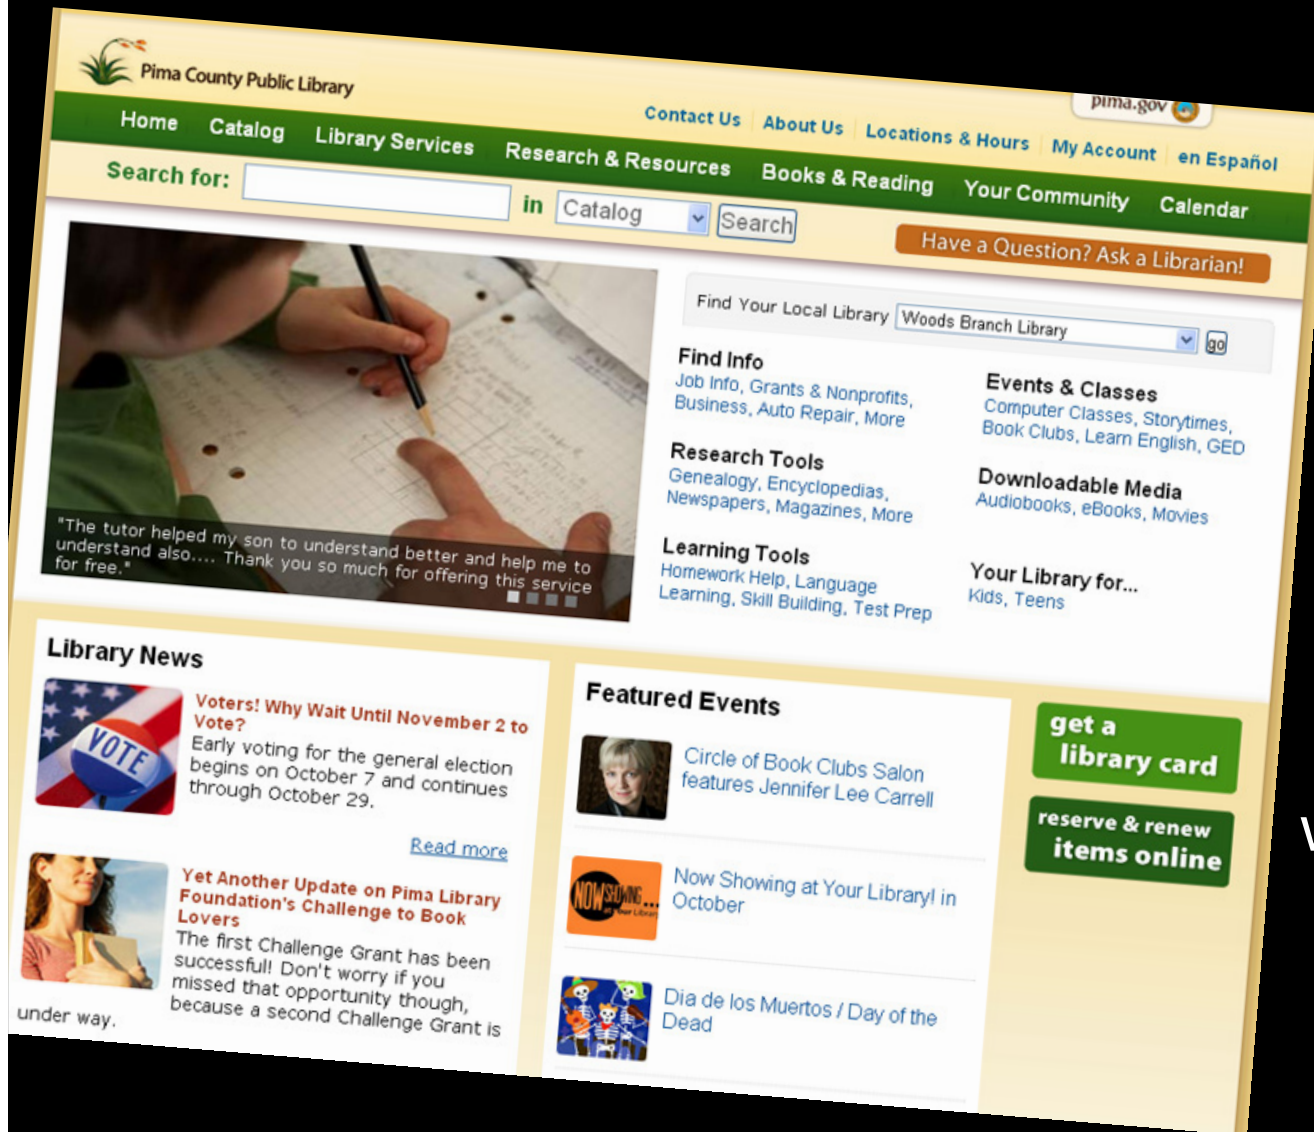 Pima County Public Library
pima.gov
Contact Us About Us Locations & Hours My Account en Español
Home Catalog Library Services Research & Resources Books & Reading Your Community Calendar
Search for: in Catalog Search
Have a Question? Ask a Librarian!
"The tutor helped my son to understand better and help me to
understand also.... Thank you so much for offering this service
for free."
Find Your Local Library Woods Branch Library go
Find Info
Job Info, Grants & Nonprofits,
Business, Auto Repair, More
Research Tools
Genealogy, Encyclopedias,
Newspapers, Magazines, More
Learning Tools
Homework Help, Language
Learning, Skill Building, Test Prep
Events & Classes
Computer Classes, Storytimes,
Book Clubs, Learn English, GED
Downloadable Media
Audiobooks, eBooks, Movies
Your Library for...
Kids, Teens
Library News
VOTE
Voters! Why Wait Until November 2 to
Vote?
Early voting for the general election
begins on October 7 and continues
through October 29.
Read more
Yet Another Update on Pima Library
Foundation's Challenge to Book
Lovers
The first Challenge Grant has been
successful! Don't worry if you
missed that opportunity though,
because a second Challenge Grant is
under way.
Featured Events
Circle of Book Clubs Salon
features Jennifer Lee Carrell
NOW SHOWING...
at Your Library
Now Showing at Your Library! in
October
Dia de los Muertos / Day of the
Dead
get a
library card
reserve & renew
items online